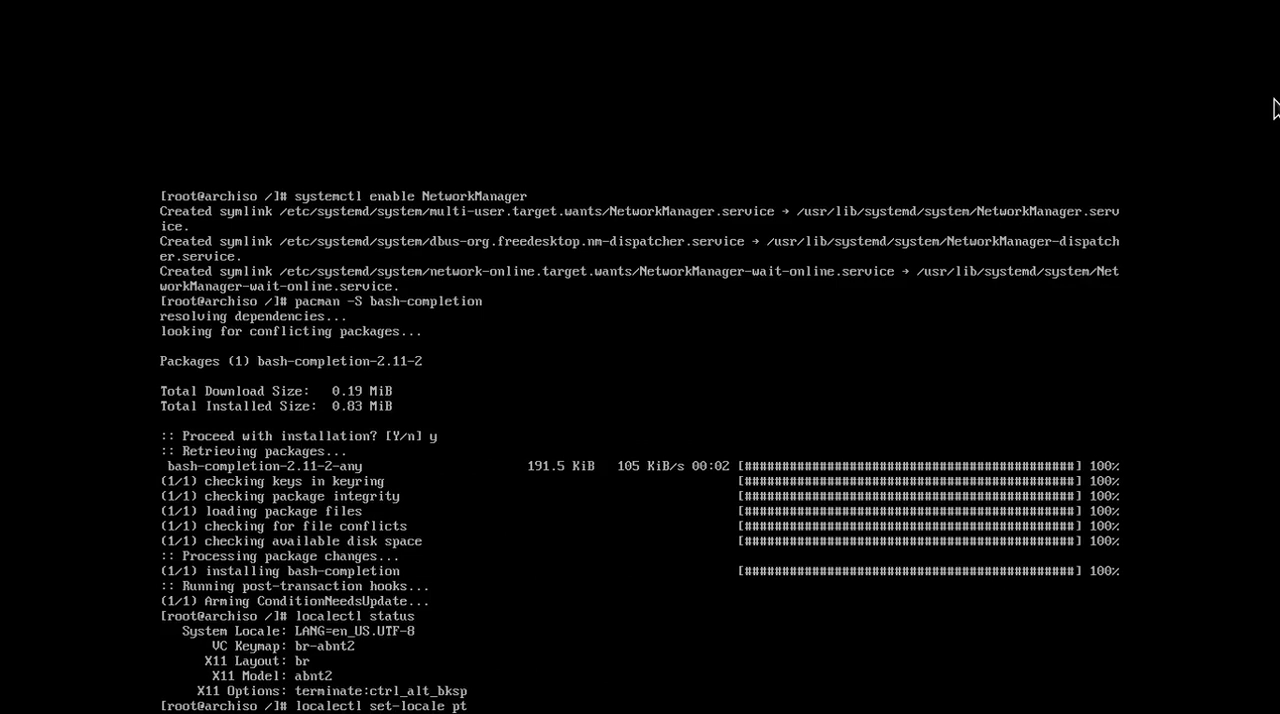 [root@archiso /]# systemctl enable NetworkManager
Created symlink /etc/systemd/system/multi-user.target.wants/NetworkManager.service → /usr/lib/systemd/system/NetworkManager.serv
ice.
Created symlink /etc/systemd/system/dbus-org.freedesktop.nm-dispatcher.service → /usr/lib/systemd/system/NetworkManager-dispatch
er.service.
Created symlink /etc/systemd/system/network-online.target.wants/NetworkManager-wait-online.service → /usr/lib/systemd/system/Net
workManager-wait-online.service.
[root@archiso /]# pacman -S bash-completion
resolving dependencies...
looking for conflicting packages...
Packages (1) bash-completion-2.11-2
Total Download Size:   0.19 MiB
Total Installed Size:  0.83 MiB
:: Proceed with installation? [Y/n] y
:: Retrieving packages...
bash-completion-2.11-2-any 191.5 KiB 105 KiB/s 00:02 [############################################] 100%
(1/1) checking keys in keyring [############################################] 100%
(1/1) checking package integrity [############################################] 100%
(1/1) loading package files [############################################] 100%
(1/1) checking for file conflicts [############################################] 100%
(1/1) checking available disk space [############################################] 100%
:: Processing package changes...
(1/1) installing bash-completion [############################################] 100%
:: Running post-transaction hooks...
(1/1) Arming ConditionNeedsUpdate...
[root@archiso /]# localectl status
System Locale: LANG=en_US.UTF-8
VC Keymap: br-abnt2
X11 Layout: br
X11 Model: abnt2
X11 Options: terminate:ctrl_alt_bksp
[root@archiso /]# localectl set-locale pt